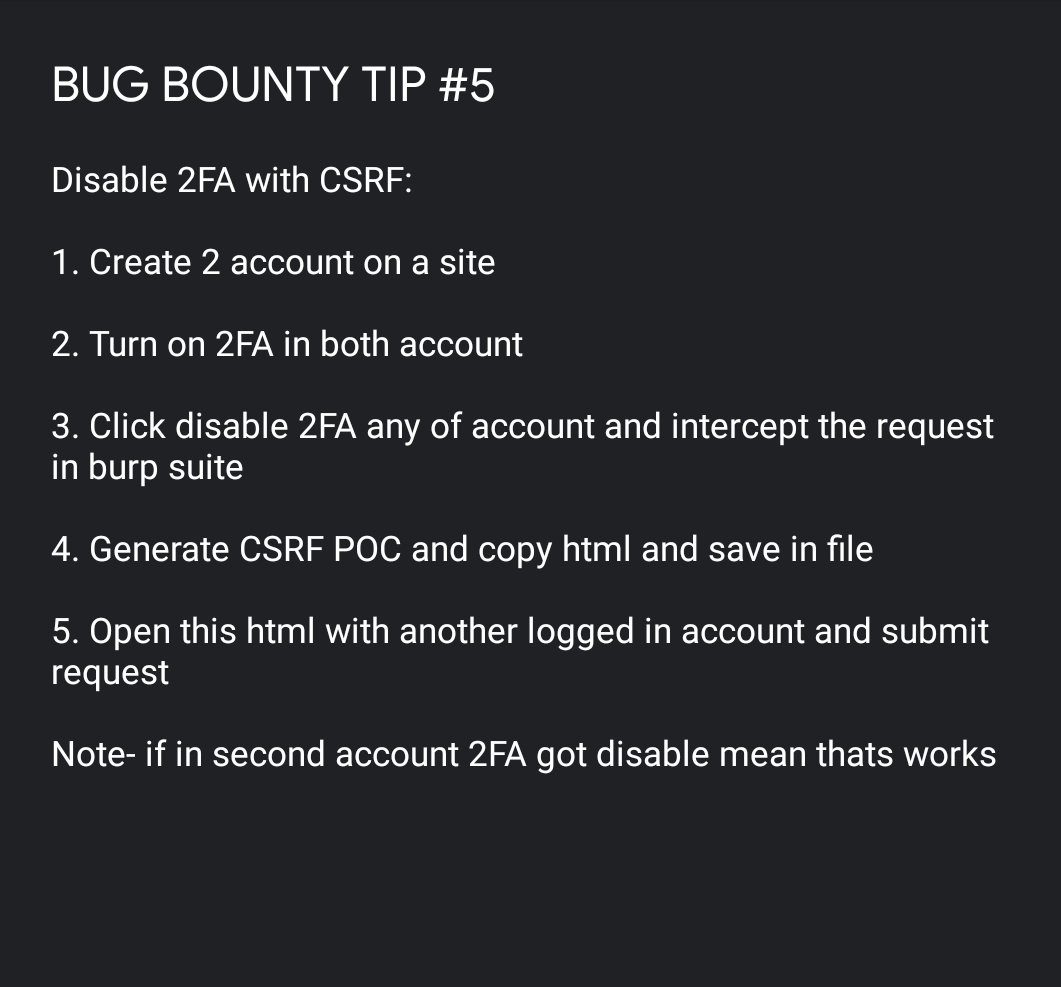 BUG BOUNTY TIP #5
Disable 2FA with CSRF:
1. Create 2 account on a site
2. Turn on 2FA in both account
3. Click disable 2FA any of account and intercept the request
in burp suite
4. Generate CSRF POC and copy html and save in file
5. Open this html with another logged in account and submit
request
Note- if in second account 2FA got disable mean thats works